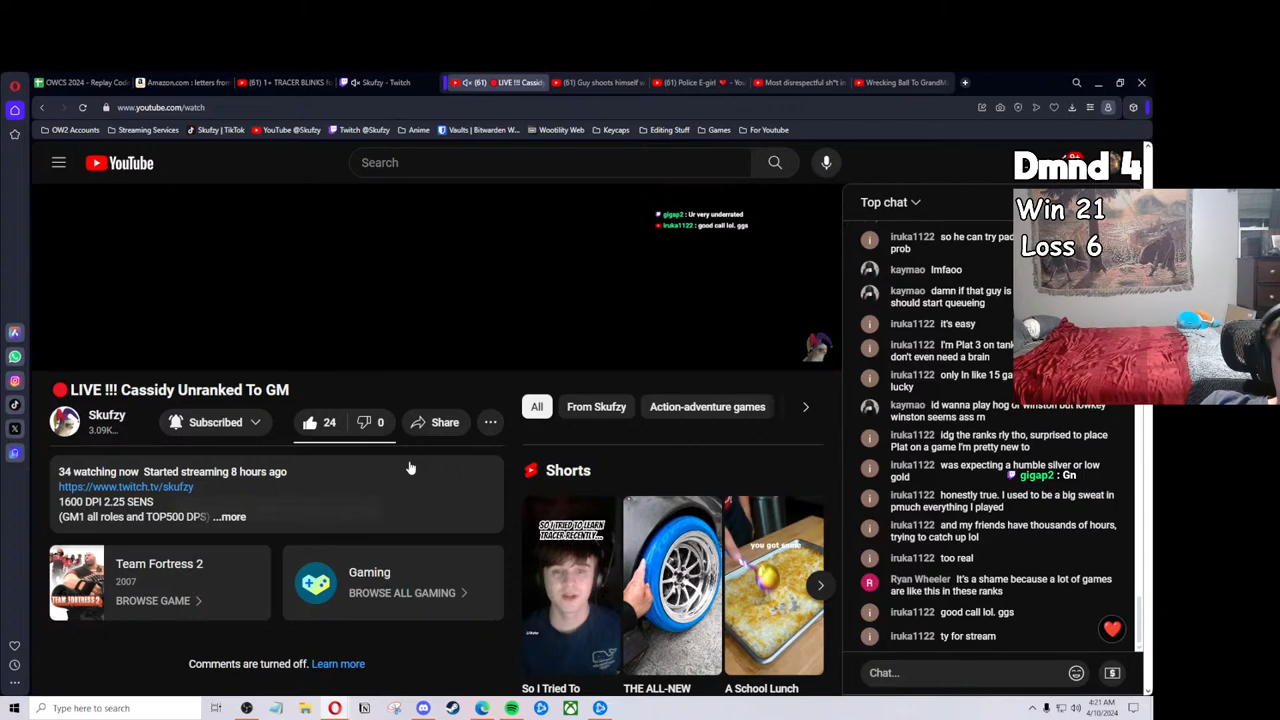 OWCS 2024 - Replay Cod
Amazon.com : letters from
(61) 1+ TRACER BLINKS fo
Skufzy - Twitch
(61) 🔴 LIVE !!! Cassidy
(61) Guy shoots himself w
(61) Police E-girl ❤️ - You
Most disrespectful sh*t in
Wrecking Ball To GrandMa
www.youtube.com/watch
OW2 Accounts
Streaming Services
Skufzy | TikTok
YouTube @Skufzy
Twitch @Skufzy
Anime
Vaults | Bitwarden W...
Wootility Web
Keycaps
Editing Stuff
Games
For Youtube
YouTube
Search
9+
Dmnd 4
Win 21
Loss 6
gigap2 : Ur very underrated
iruka1122 : good call lol. ggs
Top chat
iruka1122 so he can try pad
prob
kaymao lmfaoo
kaymao damn if that guy is
should start queueing
iruka1122 it's easy
iruka1122 I'm Plat 3 on tank
don't even need a brain
iruka1122 only In like 15 ga
lucky
kaymao id wanna play hog or
winston but lowkey
winston seems ass rn
iruka1122 idg the ranks rly tho, surprised to place
Plat on a game I'm pretty new to
iruka1122 was expecting a humble silver or low
gold
gigap2 : Gn
iruka1122 honestly true. I used to be a big sweat in
pmuch everything I played
iruka1122 and my friends have thousands of hours,
trying to catch up lol
iruka1122 too real
Ryan Wheeler It's a shame because a lot of games
are like this in these ranks
iruka1122 good call lol. ggs
iruka1122 ty for stream
Chat...
🔴 LIVE !!! Cassidy Unranked To GM
Skufzy
3.09K...
Subscribed
24
0
Share
34 watching now Started streaming 8 hours ago
https://www.twitch.tv/skufzy
1600 DPI 2.25 SENS
(GM1 all roles and TOP500 DPS) ...more
Team Fortress 2
2007
BROWSE GAME
Gaming
BROWSE ALL GAMING
Comments are turned off. Learn more
All
From Skufzy
Action-adventure games
Shorts
SO I TRIED TO
LEARN
TRACER RECENTLY...
you got some
So I Tried To
THE ALL-NEW
A School Lunch
Type here to search
4:21 AM
4/10/2024